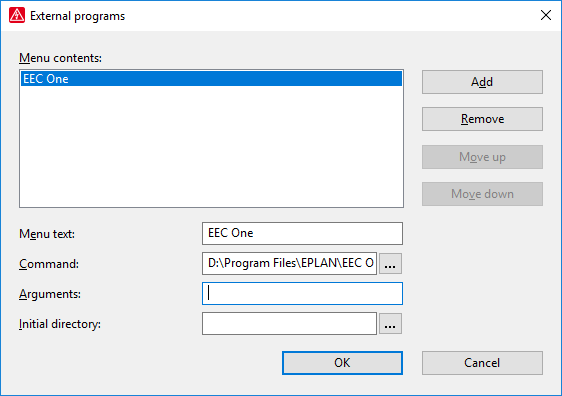 External programs
Menu contents:
EEC One
Add
Remove
Move up
Move down
Menu text:
EEC One
Command:
D:\Program Files\EPLAN\EEC O
...
Arguments:
Initial directory:
...
OK
Cancel